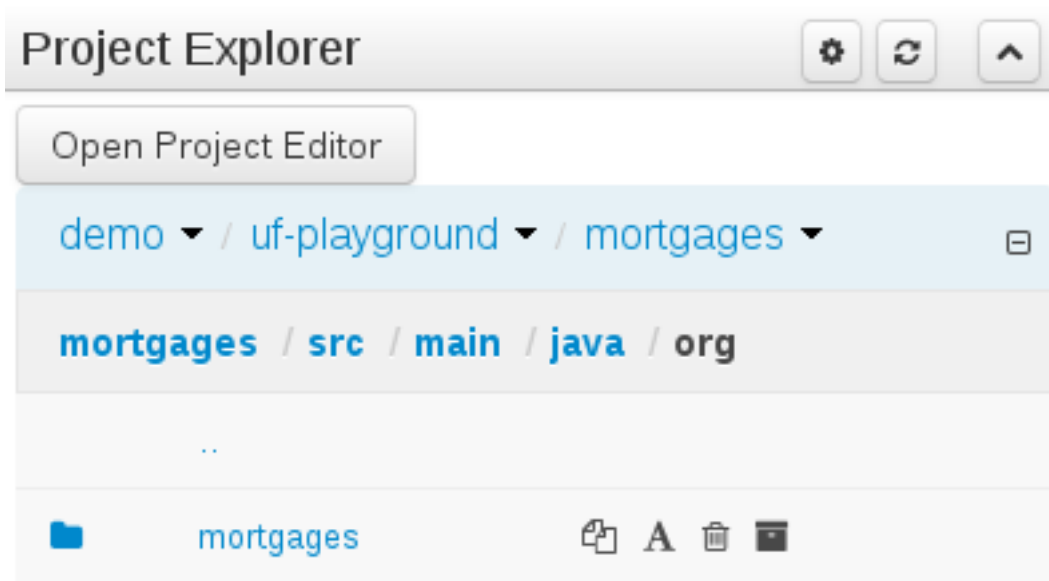 Project Explorer
Open Project Editor
demo / uf-playground / mortgages
mortgages / src / main / java / org
..
mortgages